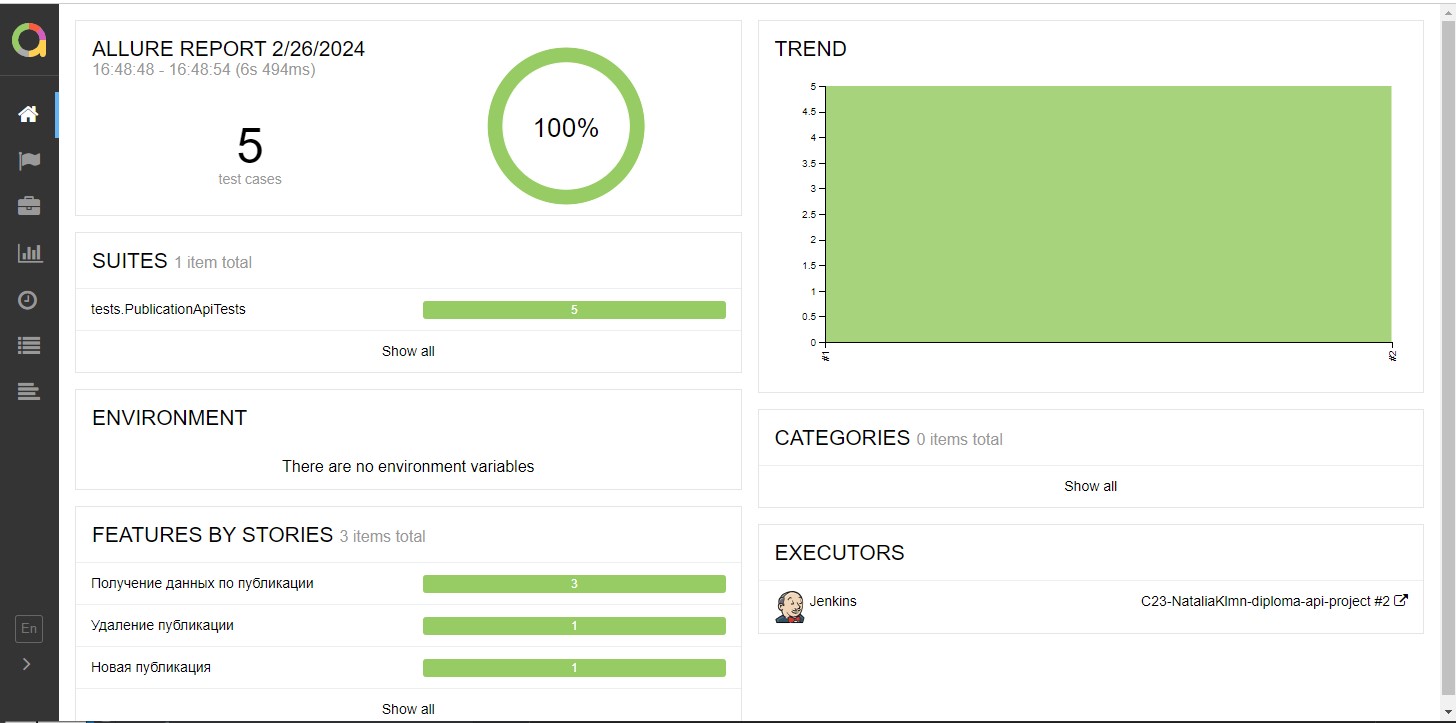 ALLURE REPORT 2/26/2024
16:48:48 - 16:48:54 (6s 494ms)
5
test cases
100%
SUITES 1 item total
tests.PublicationApiTests 5
Show all
ENVIRONMENT
There are no environment variables
FEATURES BY STORIES 3 items total
Получение данных по публикации 3
Удаление публикации 1
Новая публикация 1
Show all
TREND
5
4.5
4
3.5
3
2.5
2
1.5
1
0.5
0
#1
#2
CATEGORIES 0 items total
Show all
EXECUTORS
Jenkins C23-NataliaKlmn-diploma-api-project #2
En